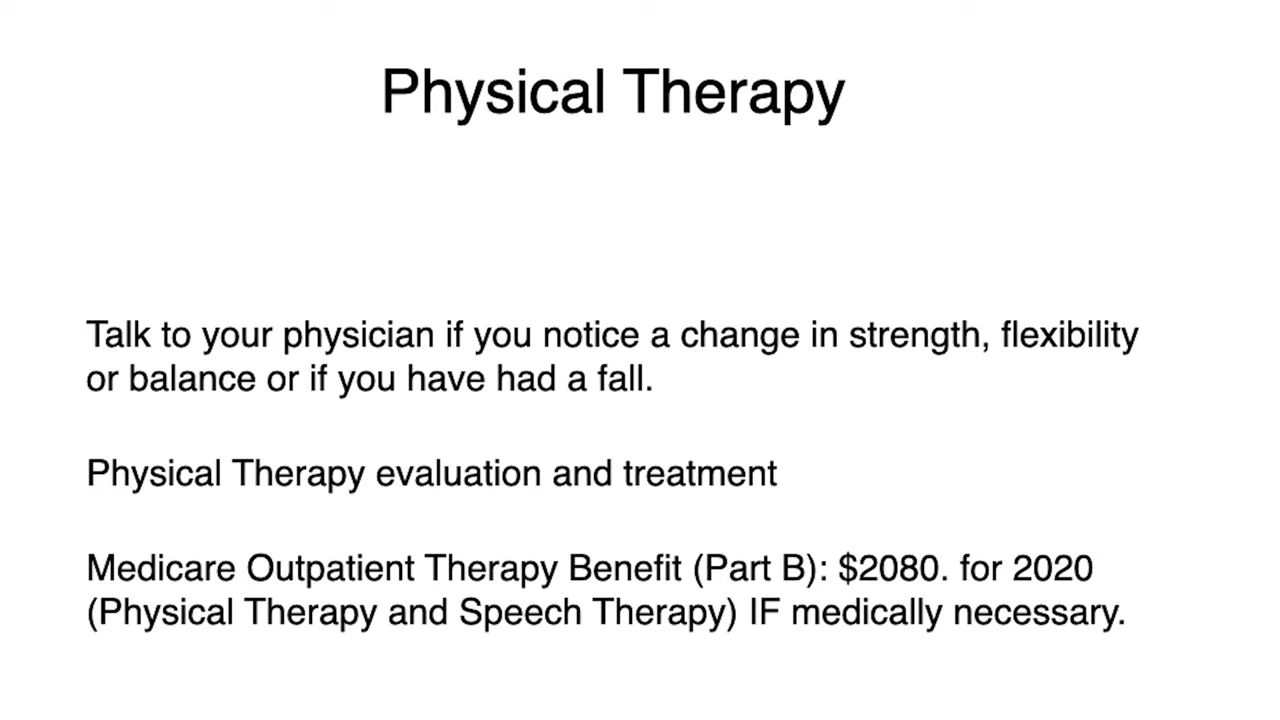 Physical Therapy
Talk to your physician if you notice a change in strength, flexibility
or balance or if you have had a fall.
Physical Therapy evaluation and treatment
Medicare Outpatient Therapy Benefit (Part B): $2080. for 2020
(Physical Therapy and Speech Therapy) IF medically necessary.